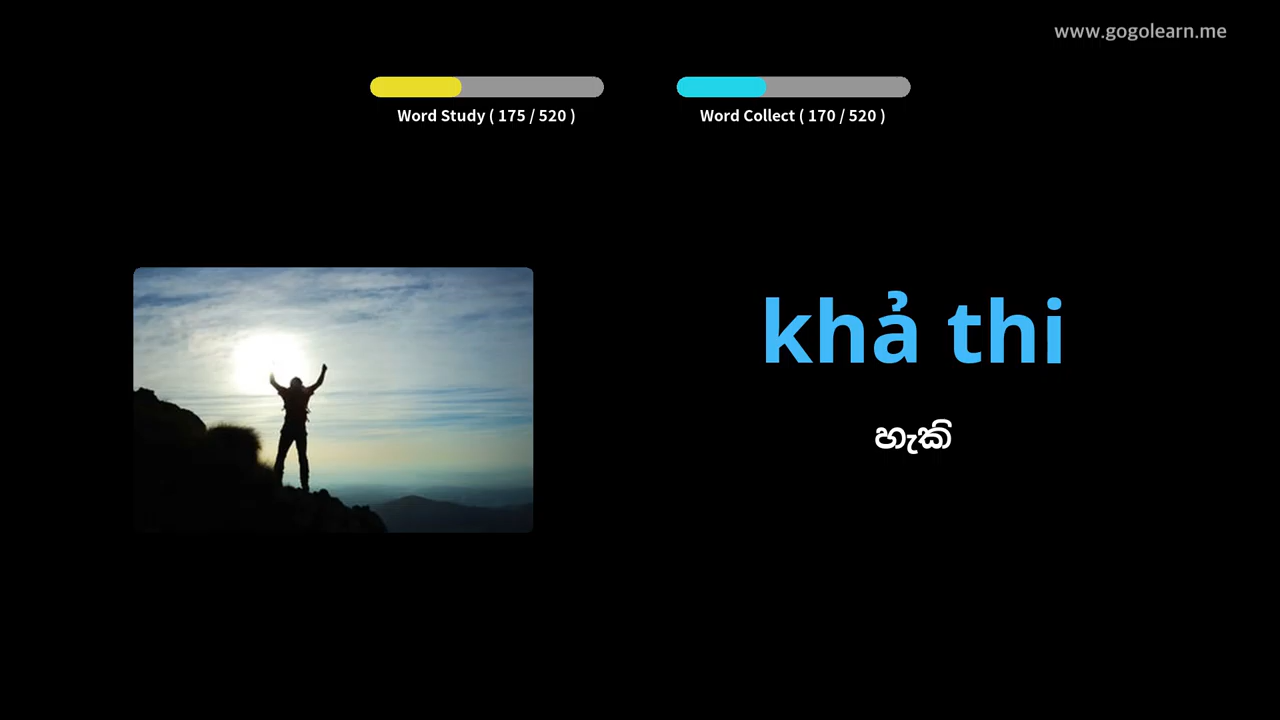 www.gogolearn.me
Word Study ( 175 / 520 )
Word Collect ( 170 / 520 )
khả thi
හැකි